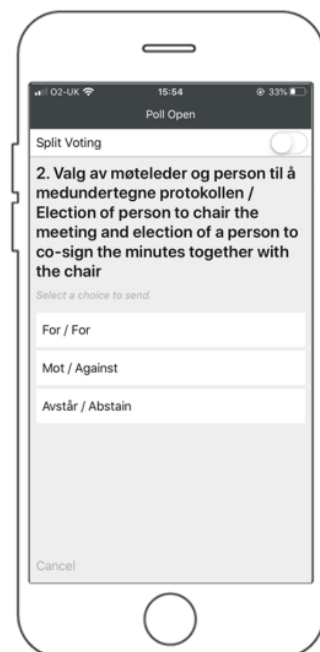 O2-UK 15:54 33%
Poll Open
Split Voting
2. Valg av møteleder og person til å
medundertegne protokollen /
Election of person to chair the
meeting and election of a person to
co-sign the minutes together with
the chair
Select a choice to send.
For / For
Mot / Against
Avstår / Abstain
Cancel